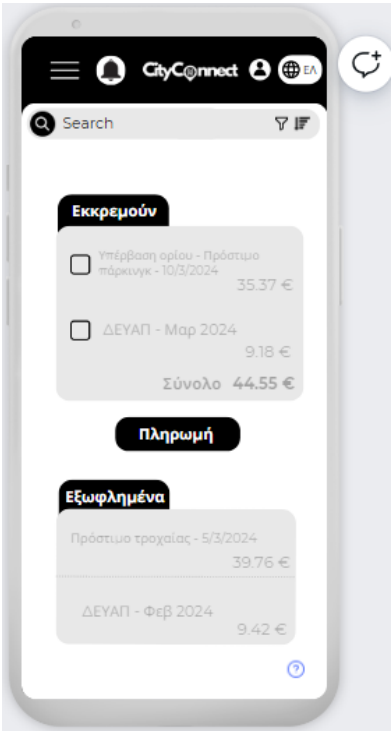 CityConnect ΕΛ
Search
Εκκρεμούν
Υπέρβαση ορίου - Πρόστιμο
πάρκινγκ - 10/3/2024
35.37 €
ΔΕΥΑΠ - Μαρ 2024
9.18 €
Σύνολο 44.55 €
Πληρωμή
Εξωφλημένα
Πρόστιμο τροχαίας - 5/3/2024
39.76 €
ΔΕΥΑΠ - Φεβ 2024
9.42 €
?